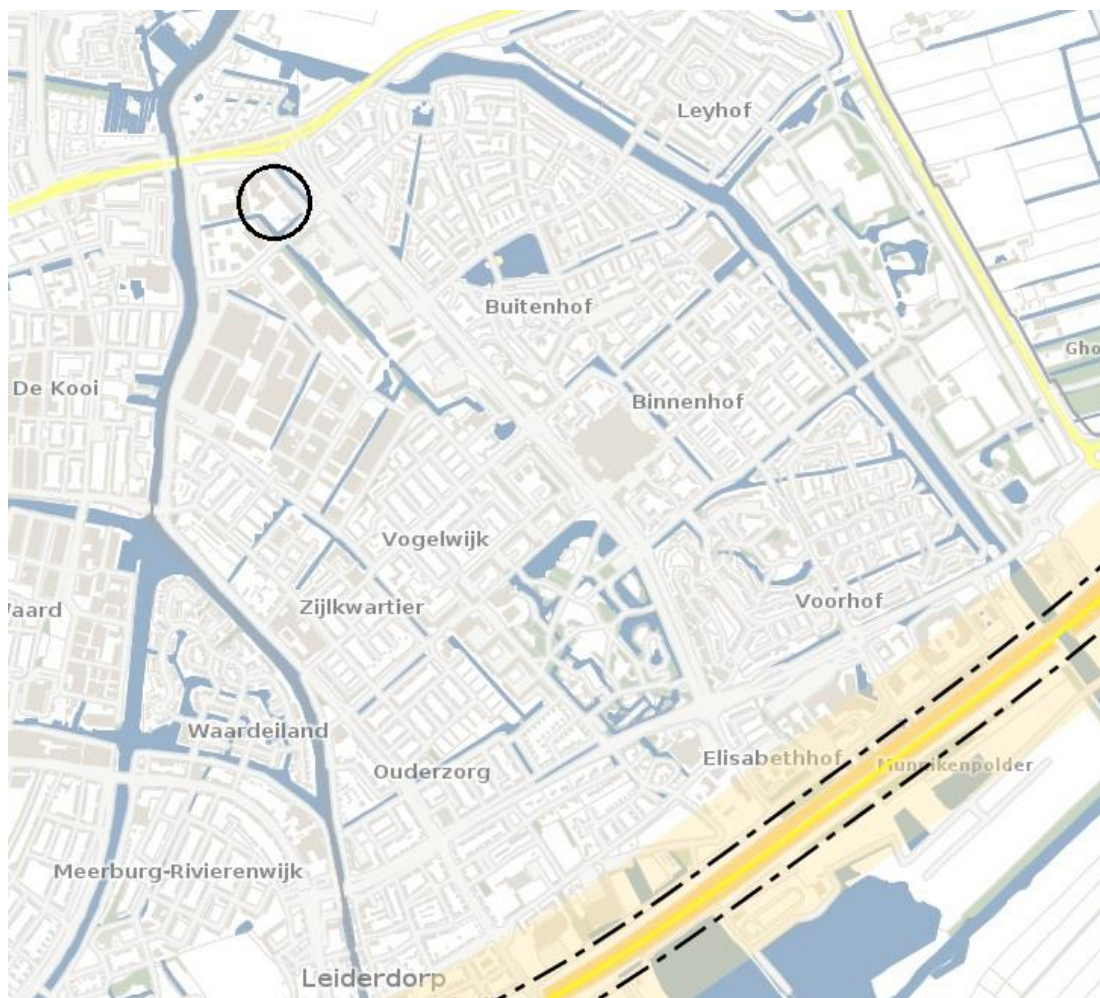 Leyhof
Buitenhof
Gho
De Kooi
Binnenhof
Vogelwijk
Zijlkwartier
Voorhof
aard
Waardeiland
Elisabethhof
Munnikenpolder
Ouderzorg
Meerburg-Rivierenwijk
Leiderdorp